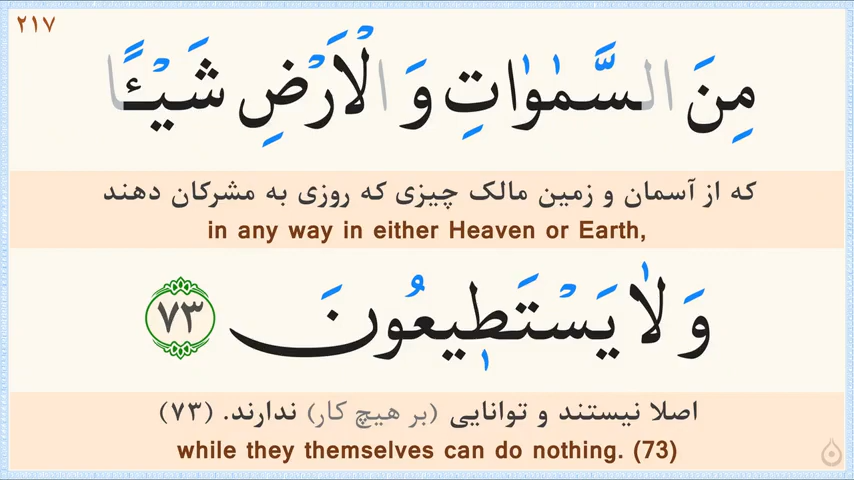 ۲۱۷
مِنَ السَّمٰوٰاتِ وَ الْاَرْضِ شَيْـًٔا
که از آسمان و زمین مالک چیزی که روزی به مشرکان دهند
in any way in either Heaven or Earth,
وَ لاٰ يَسْتَطٖيعُونَ ۷۳
اصلا نیستند و توانایی (بر هیچ کار) ندارند. (۷۳)
while they themselves can do nothing. (73)